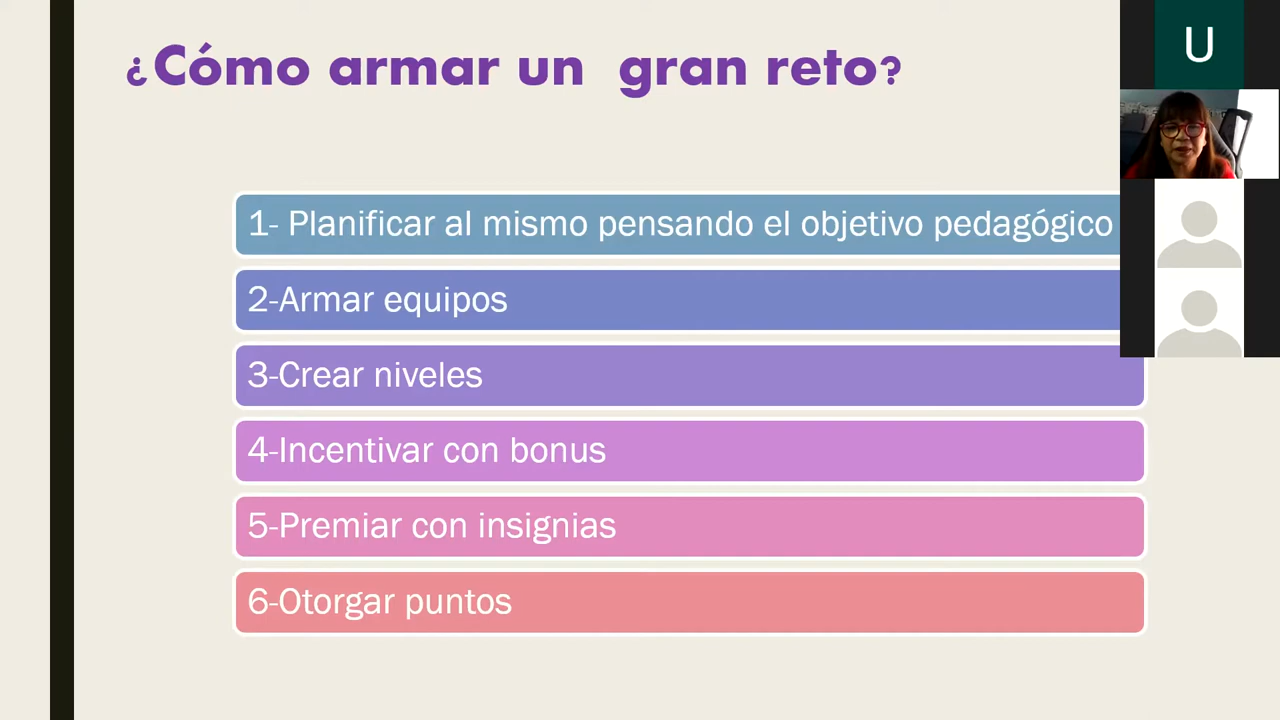 ¿Cómo armar un gran reto?
U
1- Planificar al mismo pensando el objetivo pedagógico
2-Armar equipos
3-Crear niveles
4-Incentivar con bonus
5-Premiar con insignias
6-Otorgar puntos